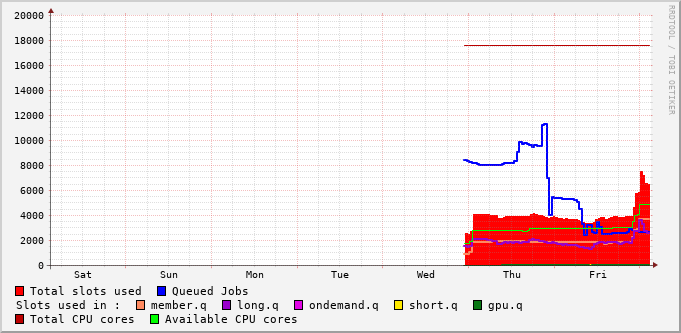 RRDTOOL / TOBI OETIKER
20000
18000
16000
14000
12000
10000
8000
6000
4000
2000
0
Sat Sun Mon Tue Wed Thu Fri
Total slots used Queued Jobs
Slots used in : member.q long.q ondemand.q short.q gpu.q
Total CPU cores Available CPU cores